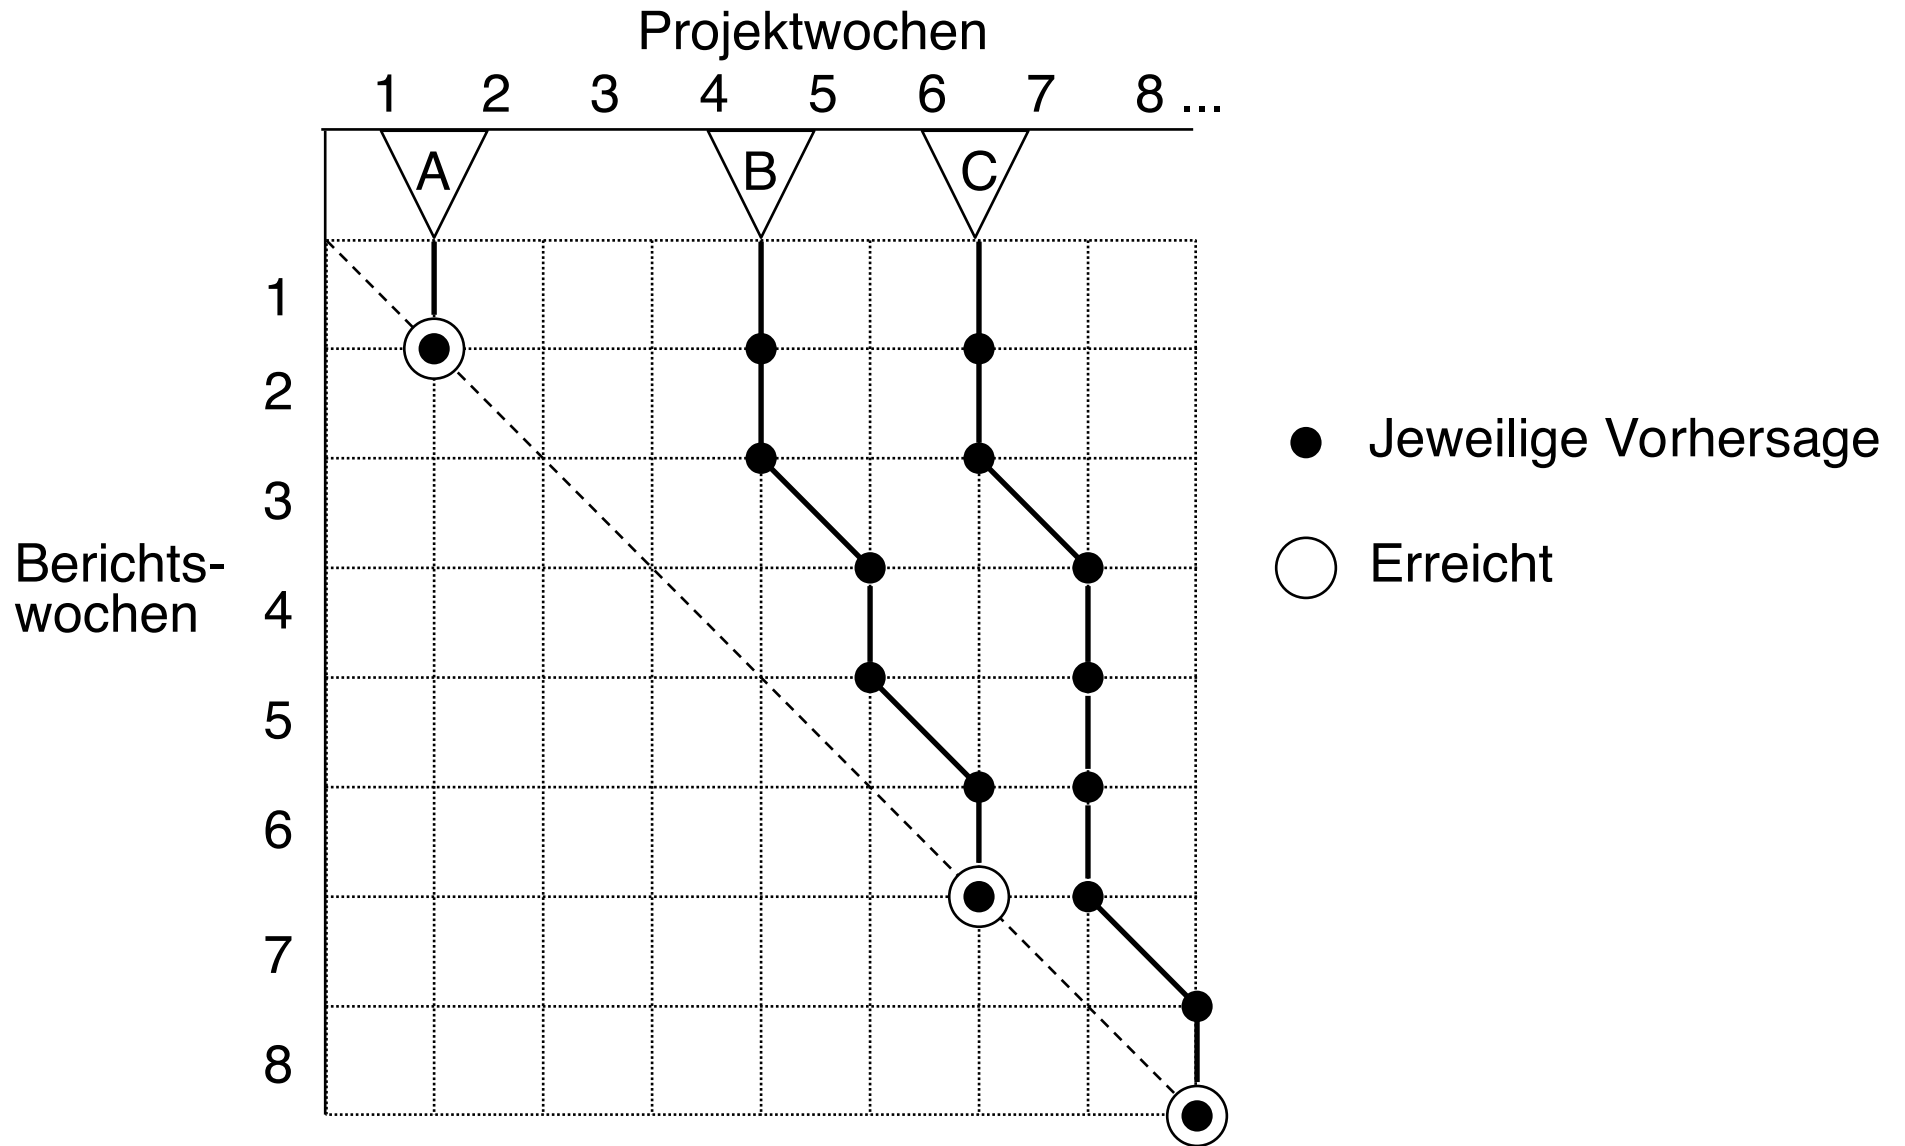 Projektwochen
1 2 3 4 5 6 7 8 ...
A B C
1
2
3
Berichts-
wochen
4
5
6
7
8
Jeweilige Vorhersage
Erreicht